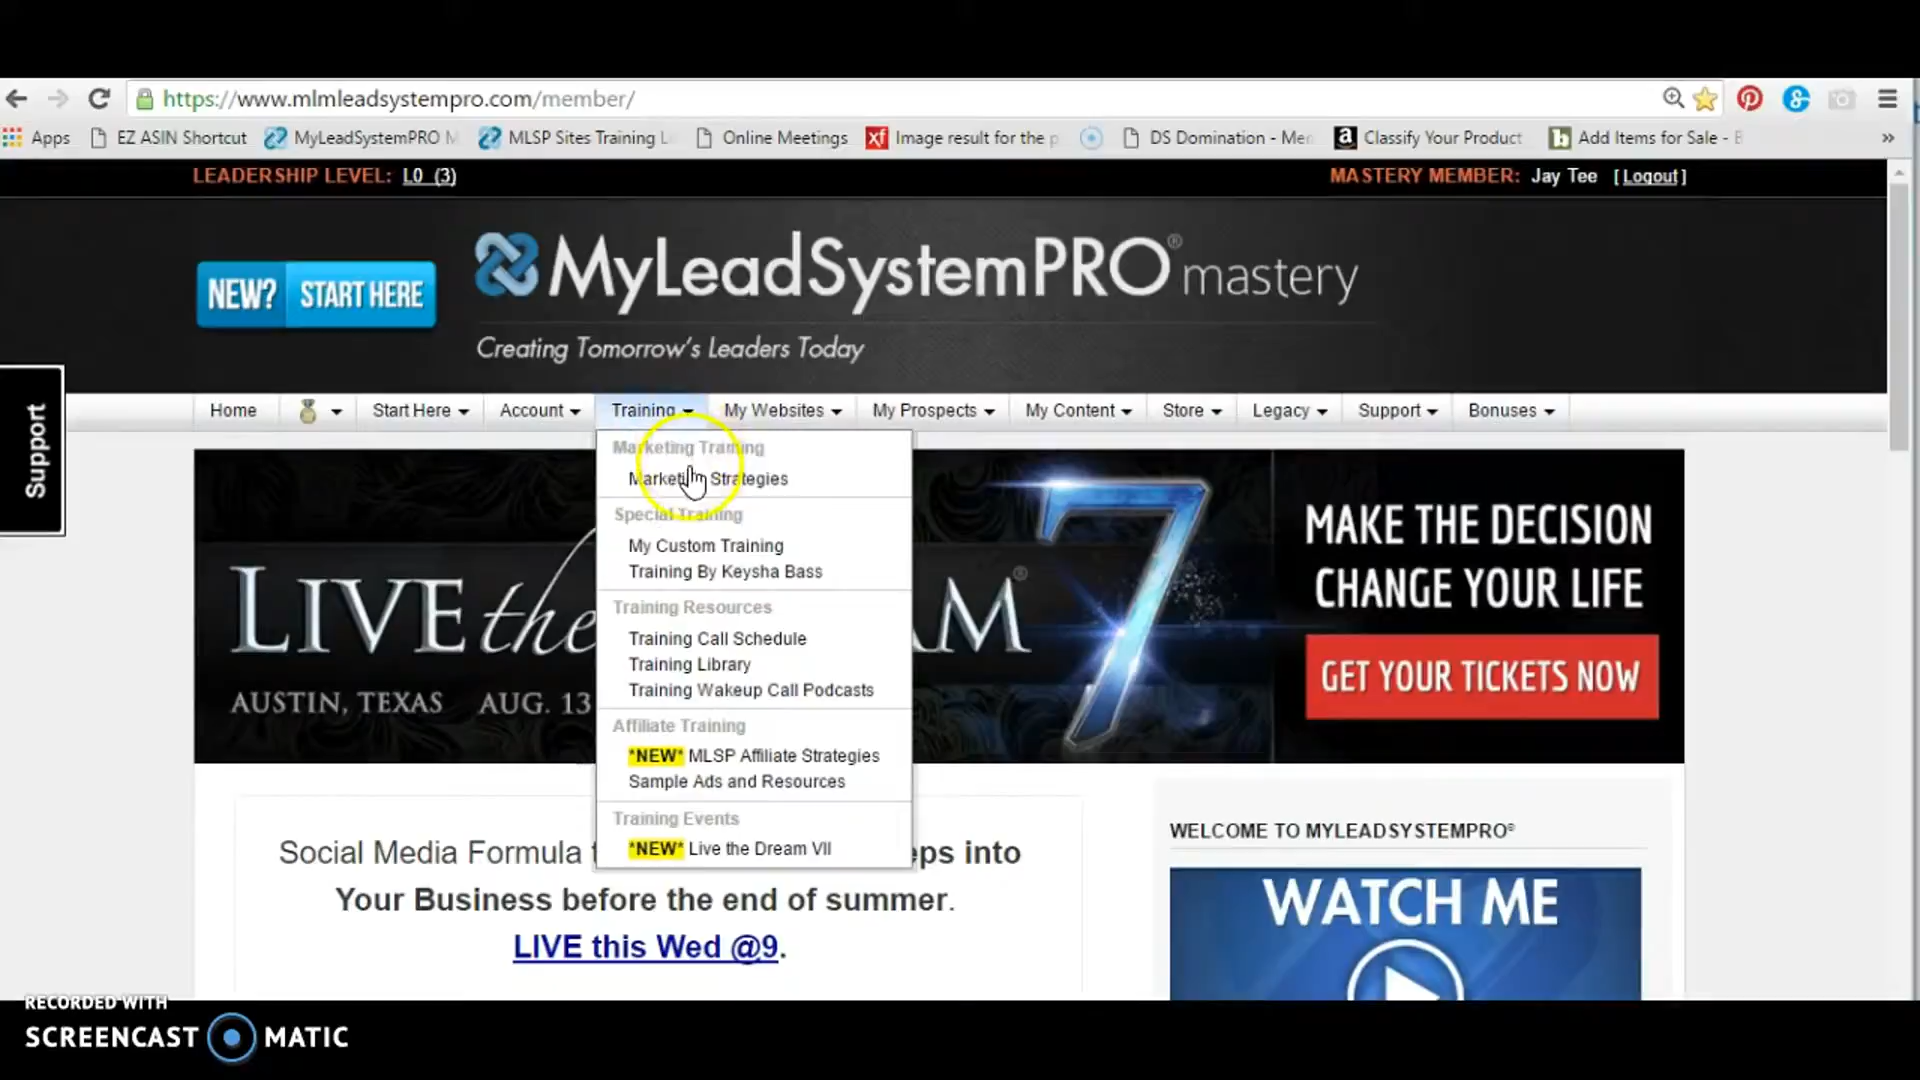 https://www.mlmleadsystempro.com/member/
Apps EZ ASIN Shortcut MyLeadSystemPRO MLSP Sites Training Online Meetings xf Image result for the DS Domination - Classify Your Product Add Items for Sale -
LEADERSHIP LEVEL: L0 (3) MASTERY MEMBER: Jay Tee [Logout]
MyLeadSystemPRO® mastery
NEW? START HERE
Creating Tomorrow's Leaders Today
Support
Home Start Here Account Training My Websites My Prospects My Content Store Legacy Support Bonuses
Marketing Training
Marketing Strategies
Special Training
My Custom Training
Training By Keysha Bass
Training Resources
Training Call Schedule
Training Library
Training Wakeup Call Podcasts
Affiliate Training
*NEW* MLSP Affiliate Strategies
Sample Ads and Resources
Training Events
*NEW* Live the Dream VII
LIVE the AM 7
AUSTIN, TEXAS AUG. 13
MAKE THE DECISION
CHANGE YOUR LIFE
GET YOUR TICKETS NOW
Social Media Formula
into
Your Business before the end of summer.
LIVE this Wed @9.
WELCOME TO MYLEADSYSTEMPRO®
WATCH ME
RECORDED WITH
SCREENCAST MATIC